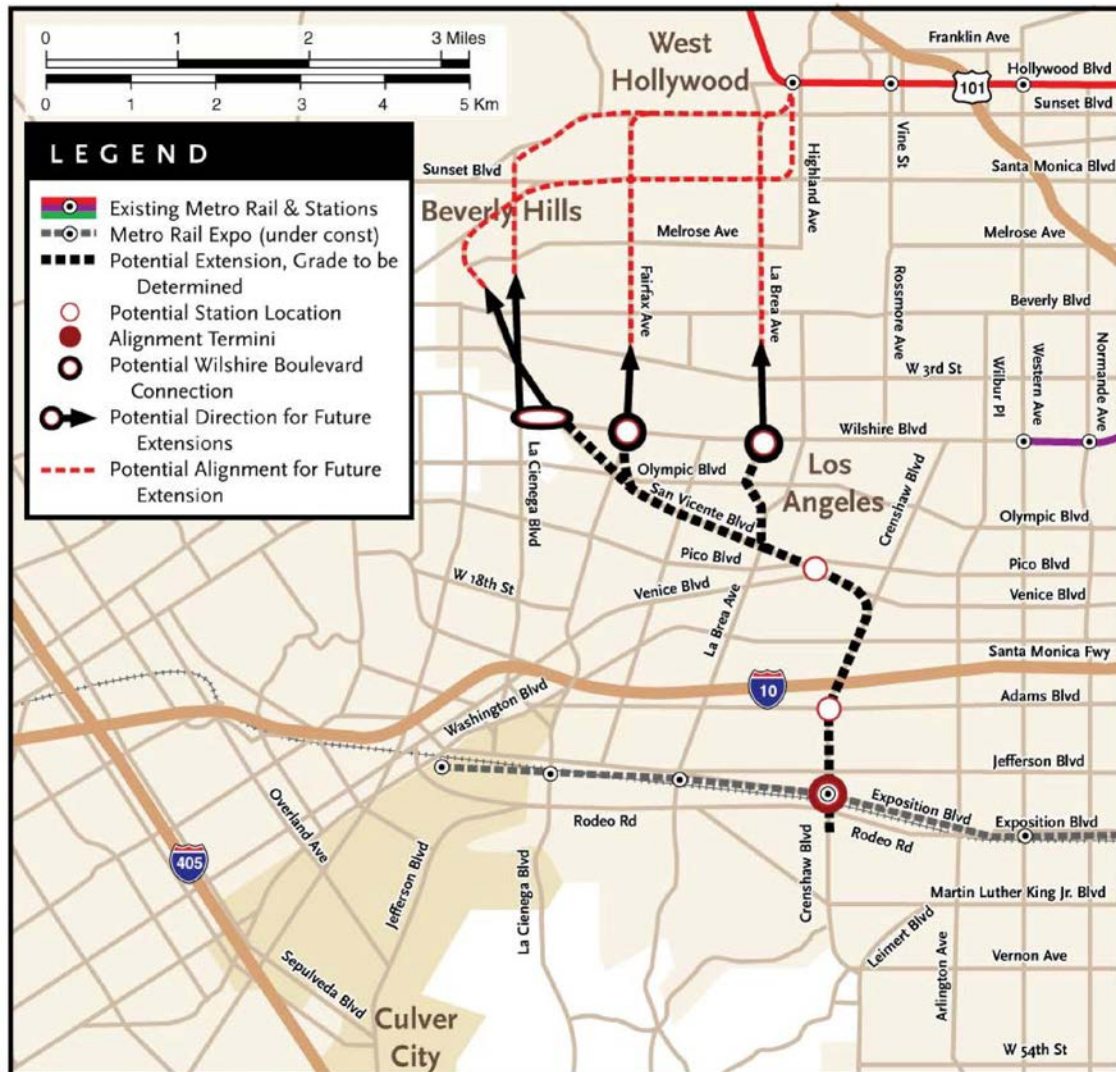 0 1 2 3 Miles
0 1 2 3 4 5 Km
LEGEND
Existing Metro Rail & Stations
Metro Rail Expo (under const)
Potential Extension, Grade to be
Determined
Potential Station Location
Alignment Termini
Potential Wilshire Boulevard
Connection
Potential Direction for Future
Extensions
Potential Alignment for Future
Extension
West
Hollywood
Franklin Ave
Hollywood Blvd
101
Sunset Blvd
Vine St
Highland Ave
Santa Monica Blvd
Sunset Blvd
Beverly Hills
Melrose Ave
Melrose Ave
Fairfax Ave
La Brea Ave
Rossmore Ave
Beverly Blvd
W 3rd St
Wilbur Pl
Western Ave
Normande Ave
Wilshire Blvd
La Cienega Blvd
Olympic Blvd
Los
Angeles
San Vicente Blvd
Crenshaw Blvd
Olympic Blvd
Pico Blvd
Pico Blvd
W 18th St
Venice Blvd
Venice Blvd
La Brea Ave
Santa Monica Fwy
10
Adams Blvd
Washington Blvd
Jefferson Blvd
Exposition Blvd
Exposition Blvd
Rodeo Rd
Rodeo Rd
Overland Ave
405
Jefferson Blvd
La Cienega Blvd
Crenshaw Blvd
Martin Luther King Jr. Blvd
Leimert Blvd
Arlington Ave
Vernon Ave
Sepulveda Blvd
Culver
City
W 54th St